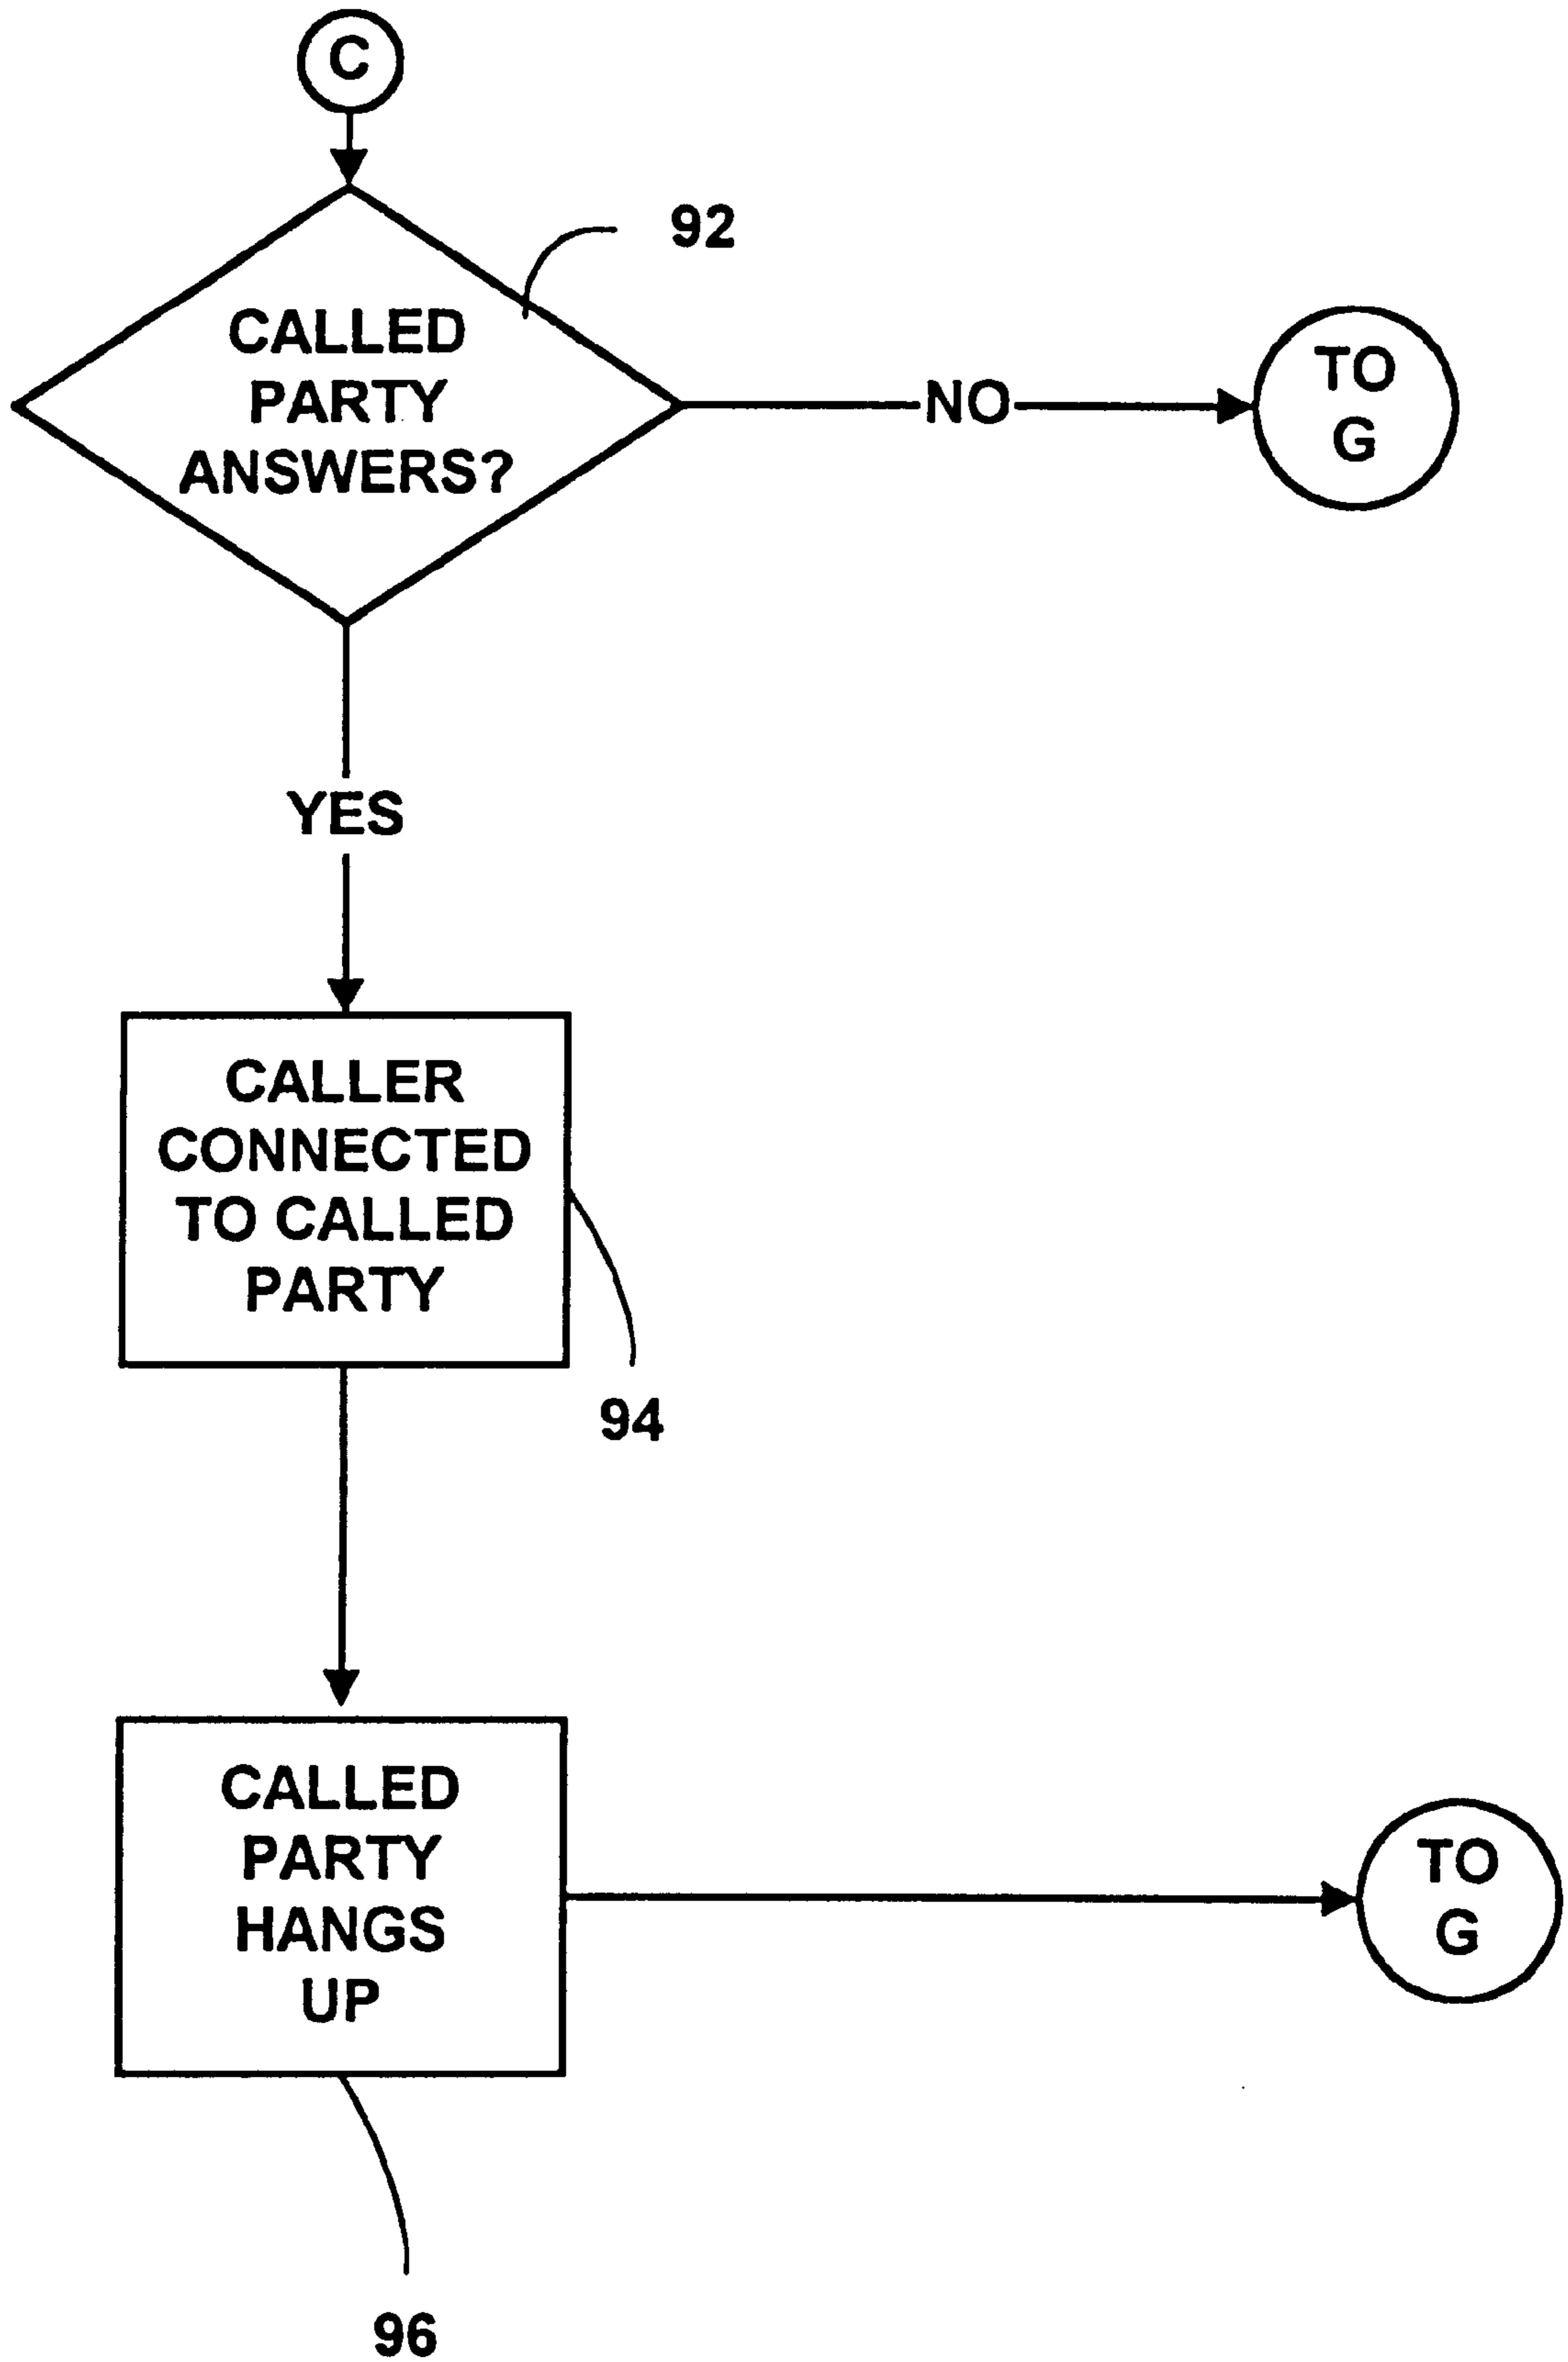 C
92
CALLED
PARTY
ANSWERS?
NO
TO
G
YES
CALLER
CONNECTED
TO CALLED
PARTY
94
CALLED
PARTY
HANGS
UP
TO
G
96